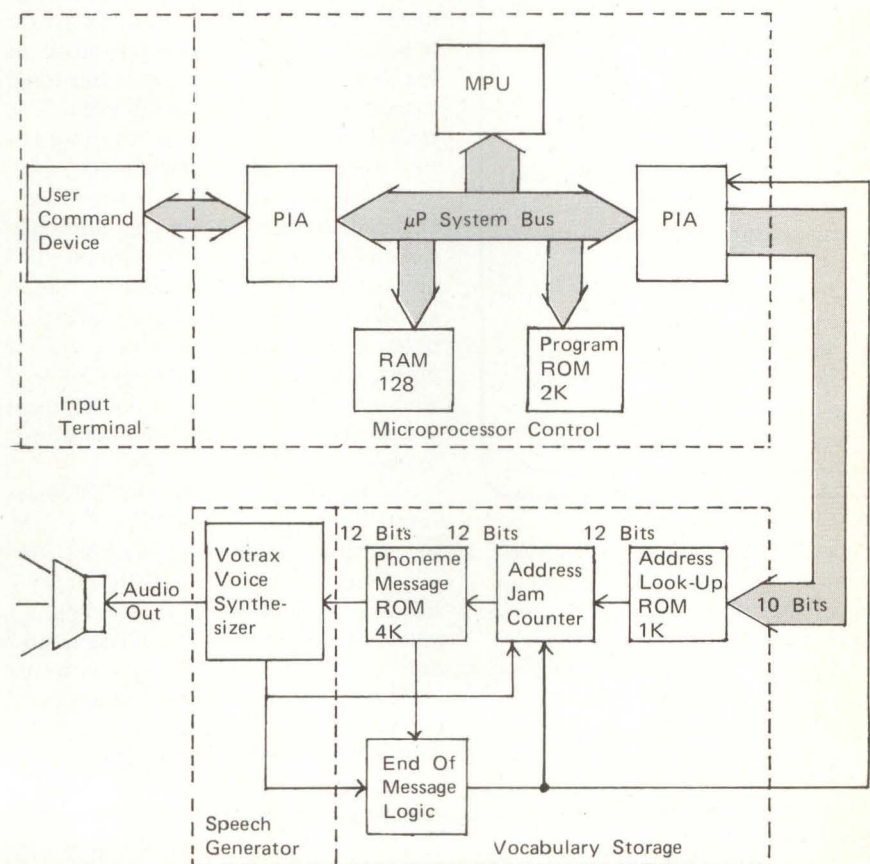 MPU
User
Command
Device
PIA
µP System Bus
PIA
RAM
128
Program
ROM
2K
Input
Terminal
Microprocessor Control
12 Bits
12 Bits
12 Bits
Votrax
Voice
Synthe-
sizer
Phoneme
Message
ROM
4K
Address
Jam
Counter
Address
Look-Up
ROM
1K
10 Bits
Audio
Out
End Of
Message
Logic
Speech
Generator
Vocabulary Storage